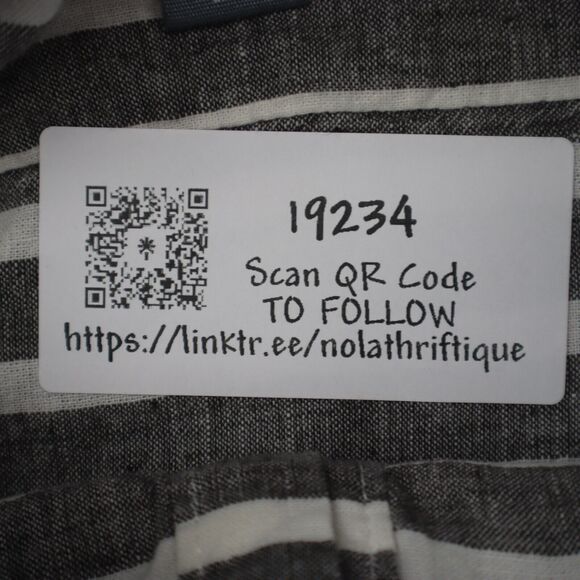 19234
Scan QR Code
TO FOLLOW
https://linktr.ee/nolathriftique